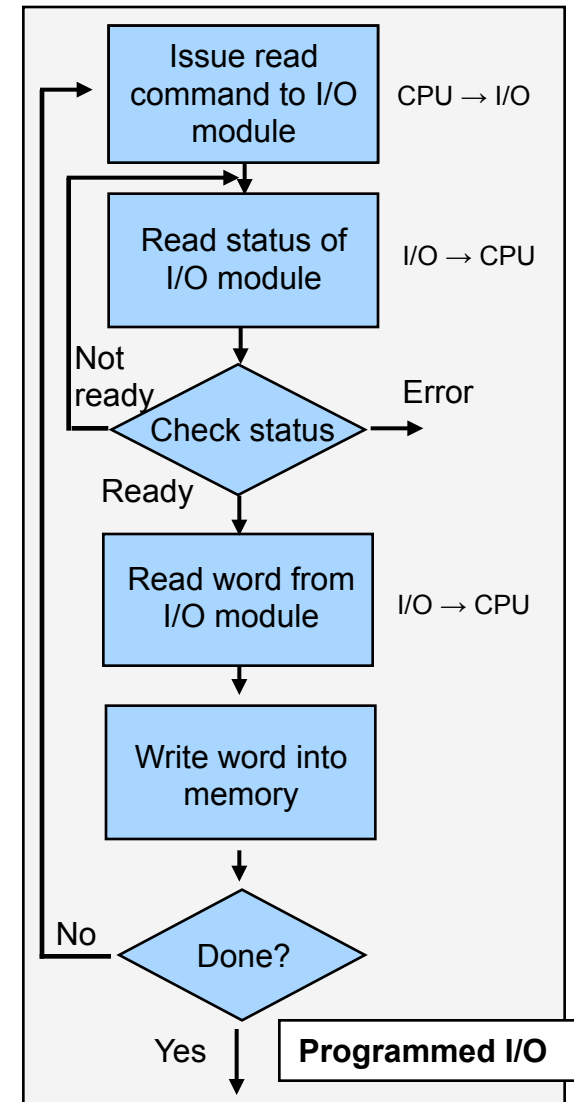 Issue read
command to I/O
module
CPU → I/O
Read status of
I/O module
I/O → CPU
Not
ready
Check status
Error
Ready
Read word from
I/O module
I/O → CPU
Write word into
memory
No
Done?
Yes
Programmed I/O